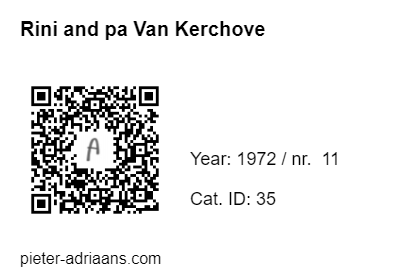 Rini and pa Van Kerchove
A
Year: 1972 / nr. 11
Cat. ID: 35
pieter-adriaans.com